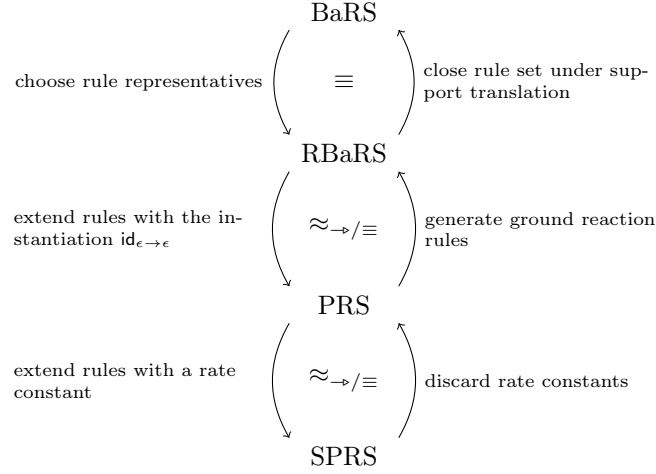 BaRS
choose rule representatives
≡
close rule set under sup-
port translation
RBaRS
extend rules with the in-
stantiation id_{ϵ→ϵ}
≈_{⇾/≡}
generate ground reaction
rules
PRS
extend rules with a rate
constant
≈_{⇾/≡}
discard rate constants
SPRS